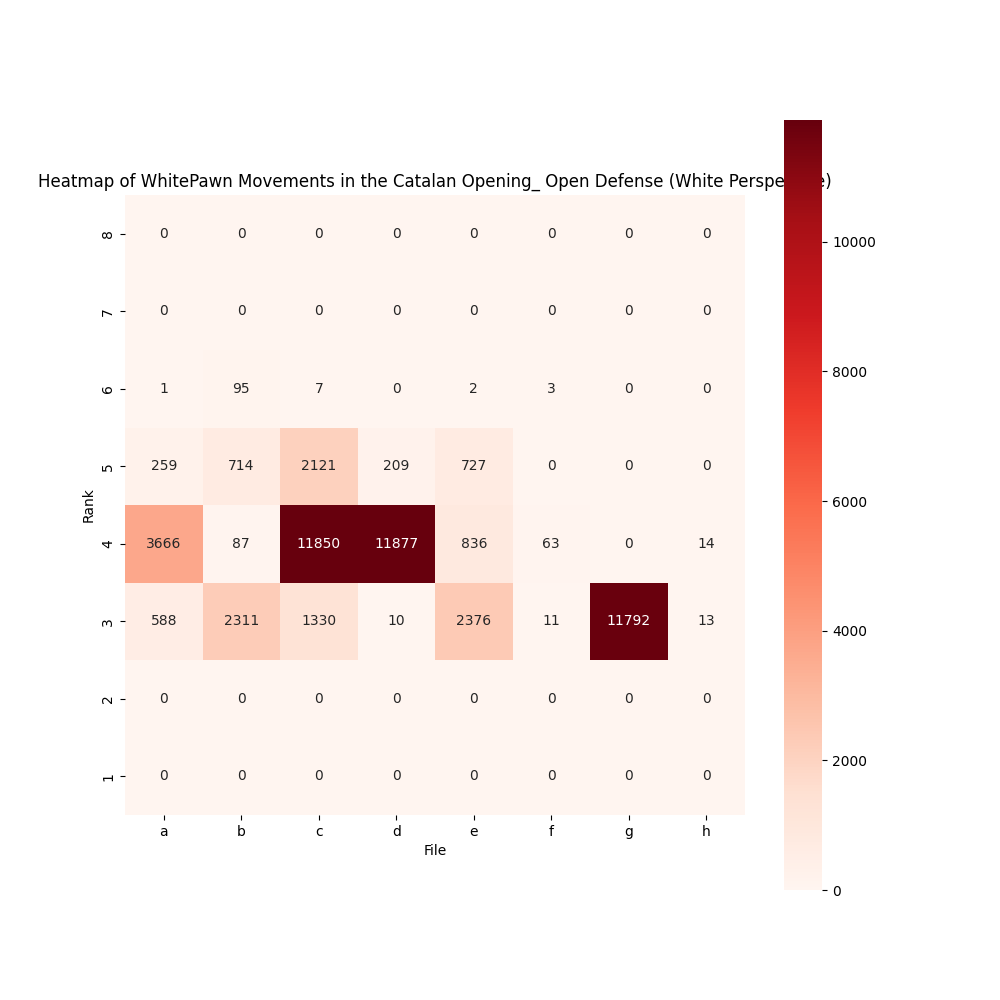 Heatmap of WhitePawn Movements in the Catalan Opening_ Open Defense (White Perspe e)
8 0 0 0 0 0 0 0 0
7 0 0 0 0 0 0 0 0
6 1 95 7 0 2 3 0 0
5 259 714 2121 209 727 0 0 0
4 3666 87 11850 11877 836 63 0 14
3 588 2311 1330 10 2376 11 11792 13
2 0 0 0 0 0 0 0 0
1 0 0 0 0 0 0 0 0
a b c d e f g h
File
Rank
10000
8000
6000
4000
2000
0